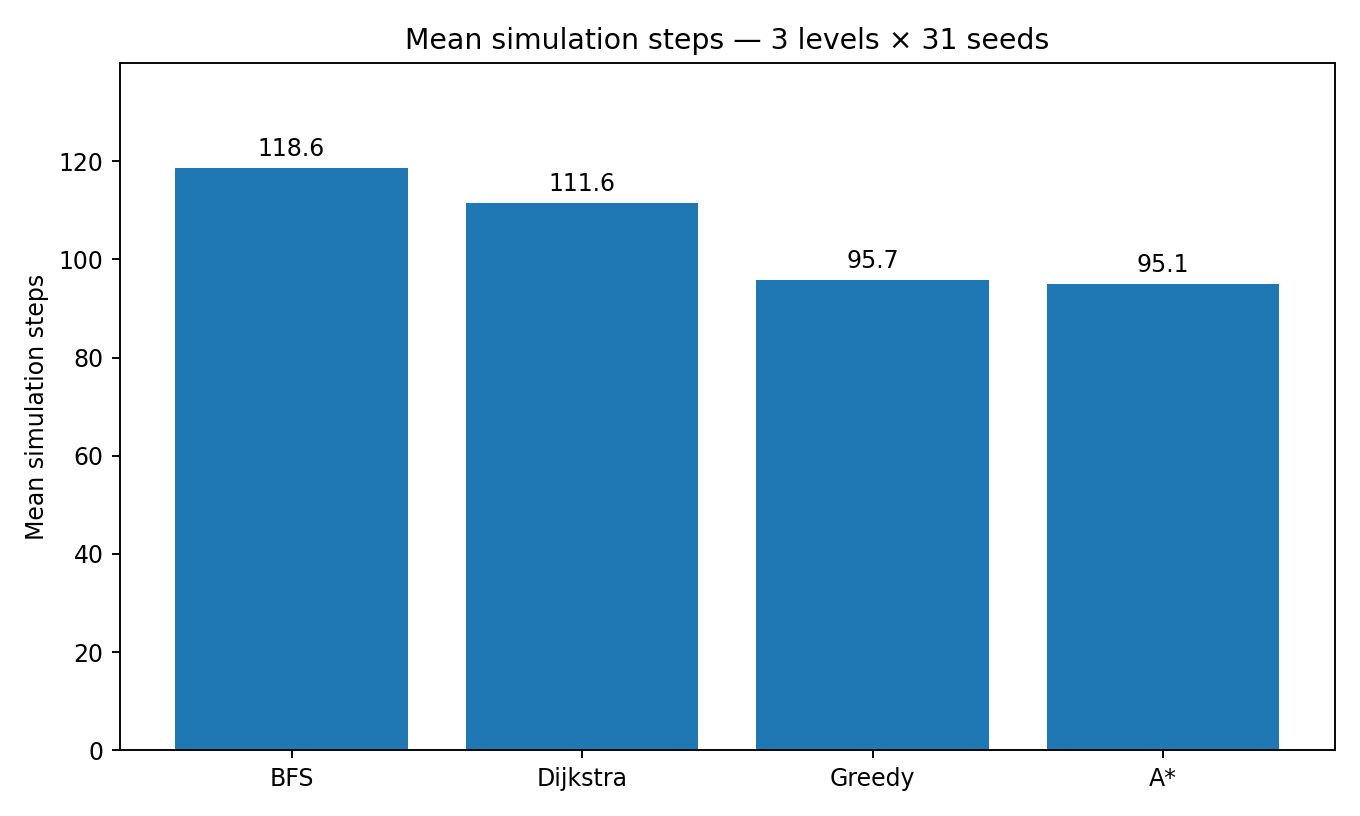 Mean simulation steps — 3 levels × 31 seeds
Mean simulation steps
120
100
80
60
40
20
0
118.6
111.6
95.7
95.1
BFS
Dijkstra
Greedy
A*